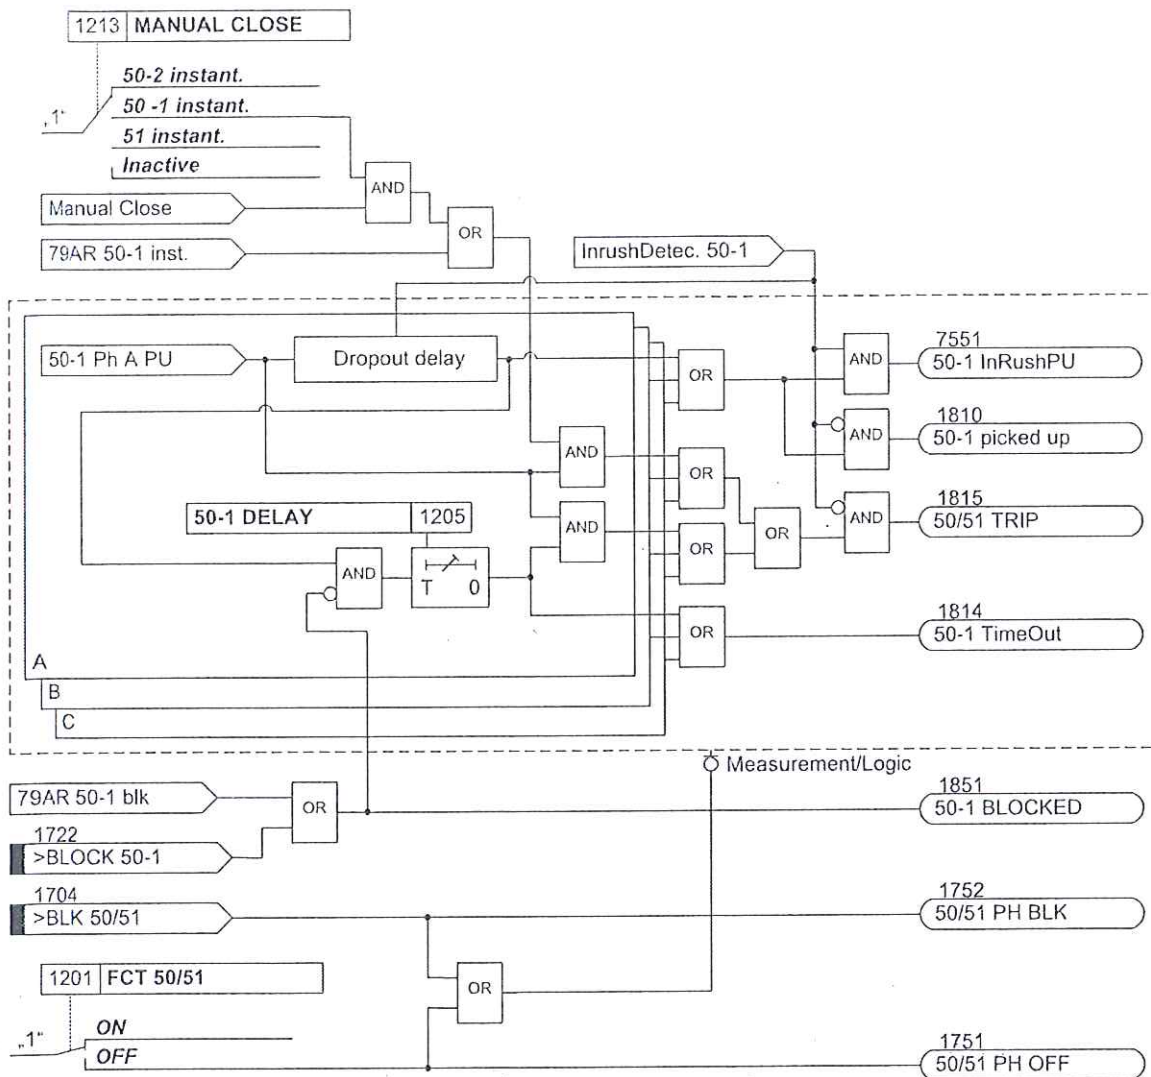 1213 MANUAL CLOSE
50-2 instant.
„1“
50 -1 instant.
51 instant.
Inactive
AND
Manual Close
OR
79AR 50-1 inst.
InrushDetec. 50-1
50-1 Ph A PU
Dropout delay
OR
AND
7551
50-1 InRushPU
AND
1810
50-1 picked up
AND
OR
50-1 DELAY 1205
AND
OR
OR
AND
1815
50/51 TRIP
AND
T 0
OR
1814
50-1 TimeOut
A
B
C
Measurement/Logic
79AR 50-1 blk
OR
1851
50-1 BLOCKED
1722
>BLOCK 50-1
1704
>BLK 50/51
1752
50/51 PH BLK
1201 FCT 50/51
OR
„1“
ON
OFF
1751
50/51 PH OFF